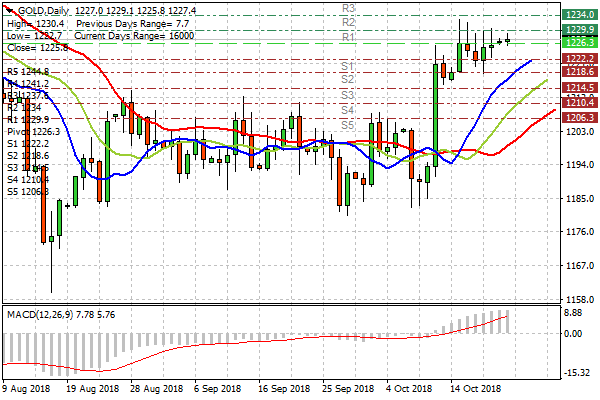 GOLD,Daily 1227.0 1229.1 1225.8 1227.4
High= 1230.4 Previous Days Range= 7.7
Low= 1222.7 Current Days Range= 16000
Close= 1225.8
R5 1244.8
R4 1241.2
R3 1237.6
R2 1234
R1 1229.9
Pivot 1226.3
S1 1222.2
S2 1218.6
S3 1214.5
S4 1210.4
S5 1206.3
R3
R2
R1
S1
S2
S3
S4
S5
1234.0
1229.9
1226.3
1222.2
1218.6
1214.5
1210.4
1206.3
1203.0
1194.0
1185.0
1176.0
1167.0
1158.0
MACD(12,26,9) 7.78 5.76
8.88
0.00
-15.32
9 Aug 2018 19 Aug 2018 28 Aug 2018 6 Sep 2018 16 Sep 2018 25 Sep 2018 4 Oct 2018 14 Oct 2018